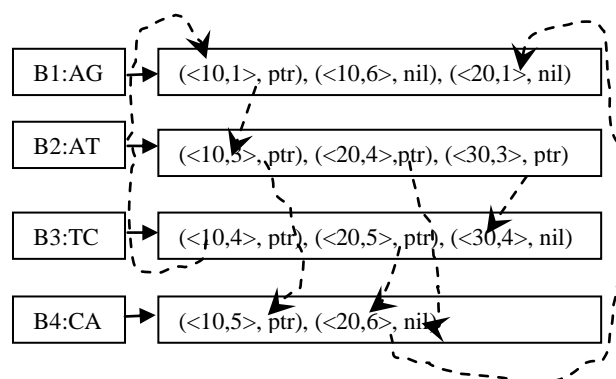 B1:AG (<10,1>, ptr), (<10,6>, nil), (<20,1>, nil)
B2:AT (<10,3>, ptr), (<20,4>,ptr), (<30,3>, ptr)
B3:TC (<10,4>, ptr), (<20,5>, ptr), (<30,4>, nil)
B4:CA (<10,5>, ptr), (<20,6>, nil)